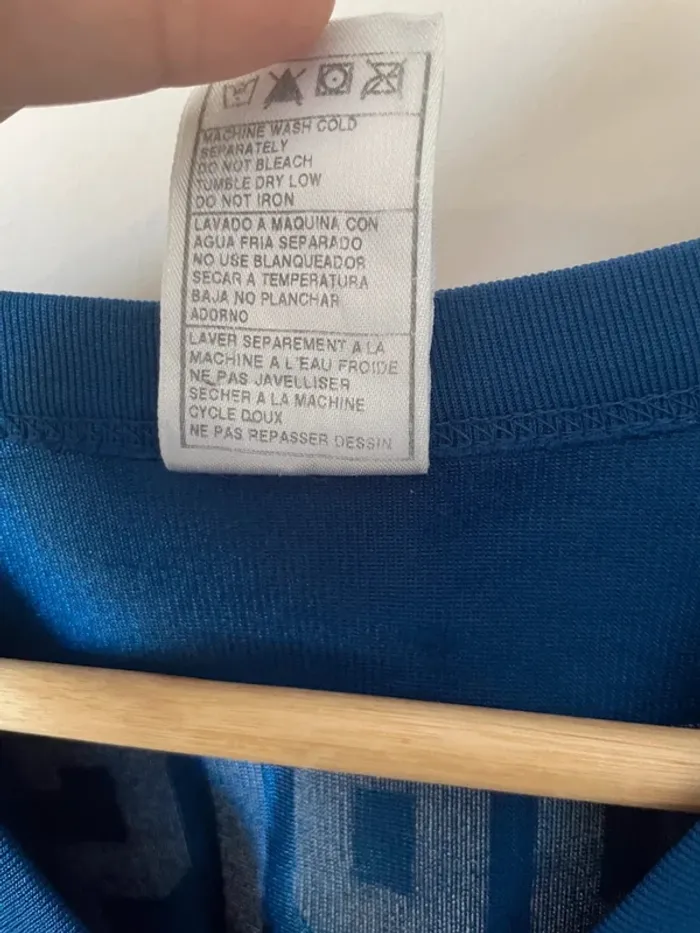 MACHINE WASH COLD
SEPARATELY
DO NOT BLEACH
TUMBLE DRY LOW
DO NOT IRON
LAVADO A MAQUINA CON
AGUA FRIA SEPARADO
NO USE BLANQUEADOR
SECAR A TEMPERATURA
BAJA NO PLANCHAR
ADORNO
LAVER SEPAREMENT A LA
MACHINE A L'EAU FROIDE
NE PAS JAVELLISER
SECHER A LA MACHINE
CYCLE DOUX
NE PAS REPASSER DESSIN